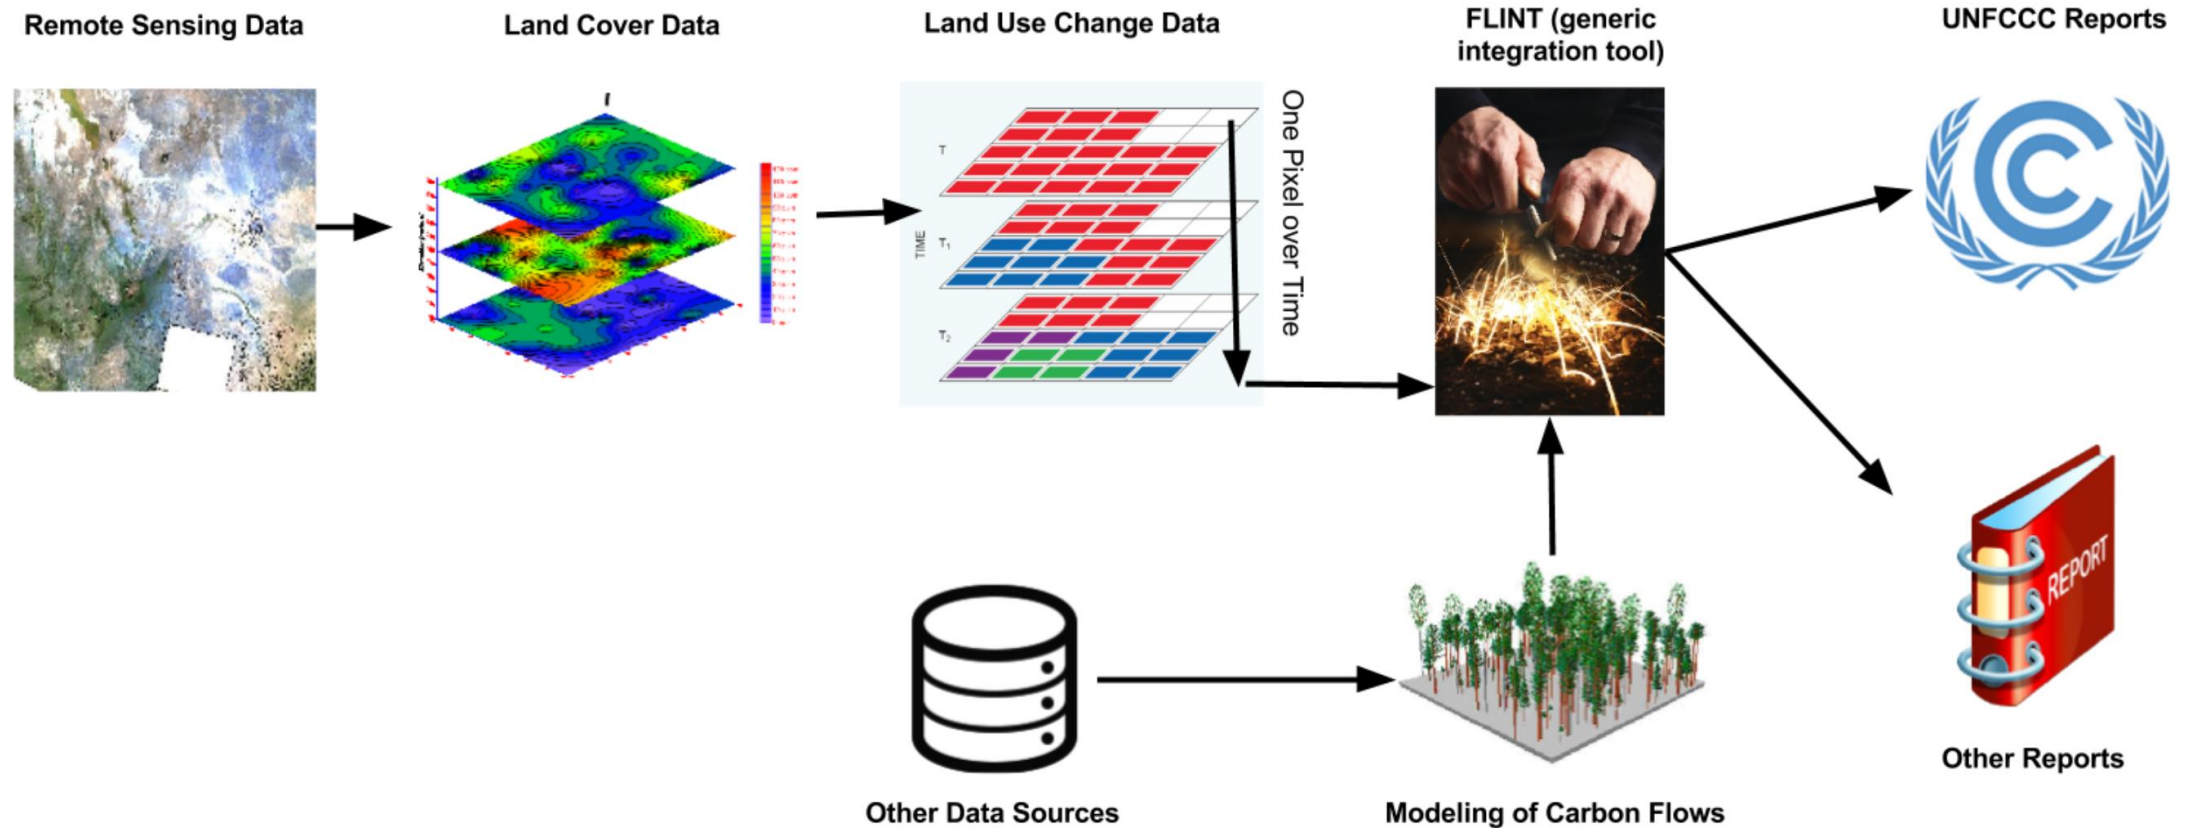 Remote Sensing Data
Land Cover Data
Land Use Change Data
FLINT (generic
integration tool)
UNFCCC Reports
T
TIME
T₁
T₂
One Pixel over Time
REPORT
Other Reports
Other Data Sources
Modeling of Carbon Flows